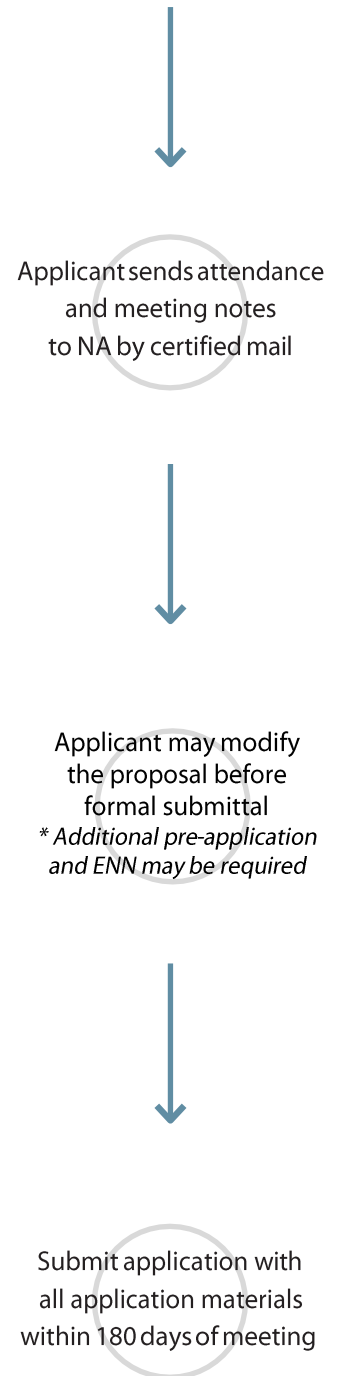 Applicant sends attendance
and meeting notes
to NA by certified mail
Applicant may modify
the proposal before
formal submittal
* Additional pre-application
and ENN may be required
Submit application with
all application materials
within 180 days of meeting